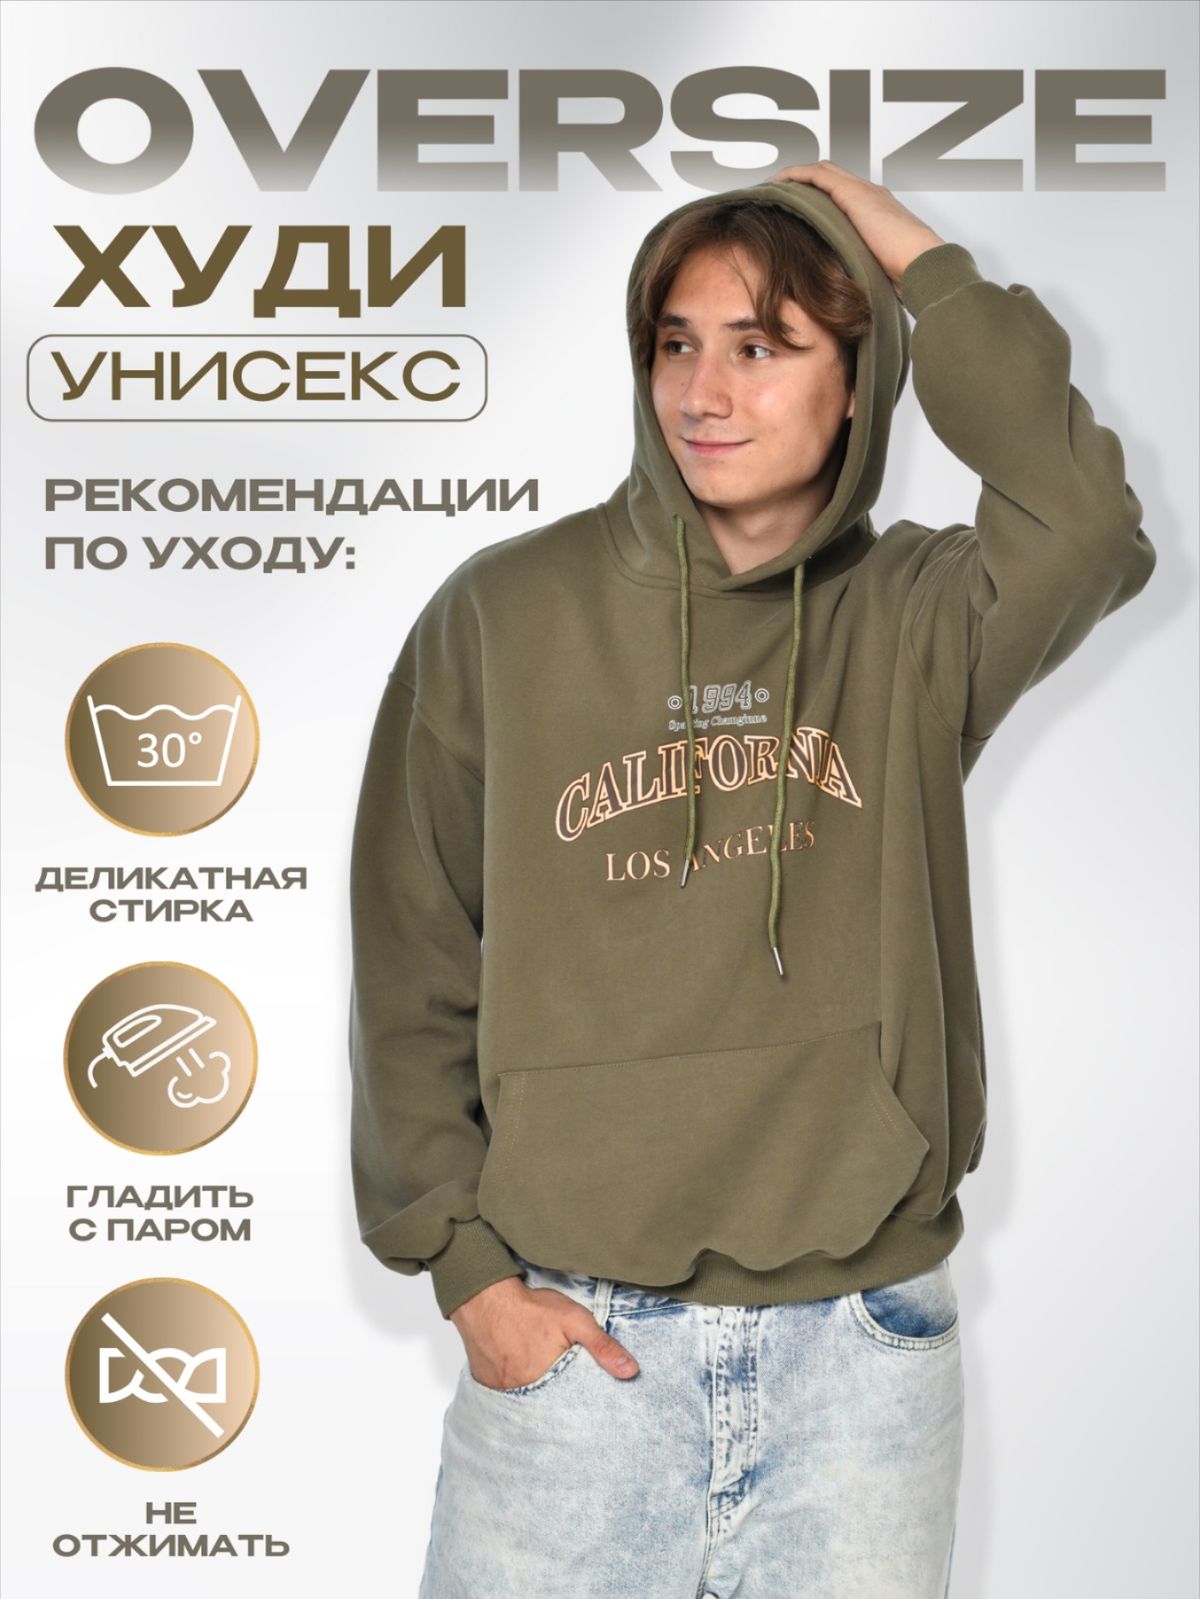 OVERSIZE
ХУДИ
УНИСЕКС
РЕКОМЕНДАЦИИ
ПО УХОДУ:
1994
CALIFORNIA
LOS ANGELES
30°
ДЕЛИКАТНАЯ
СТИРКА
ГЛАДИТЬ
С ПАРОМ
НЕ
ОТЖИМАТЬ